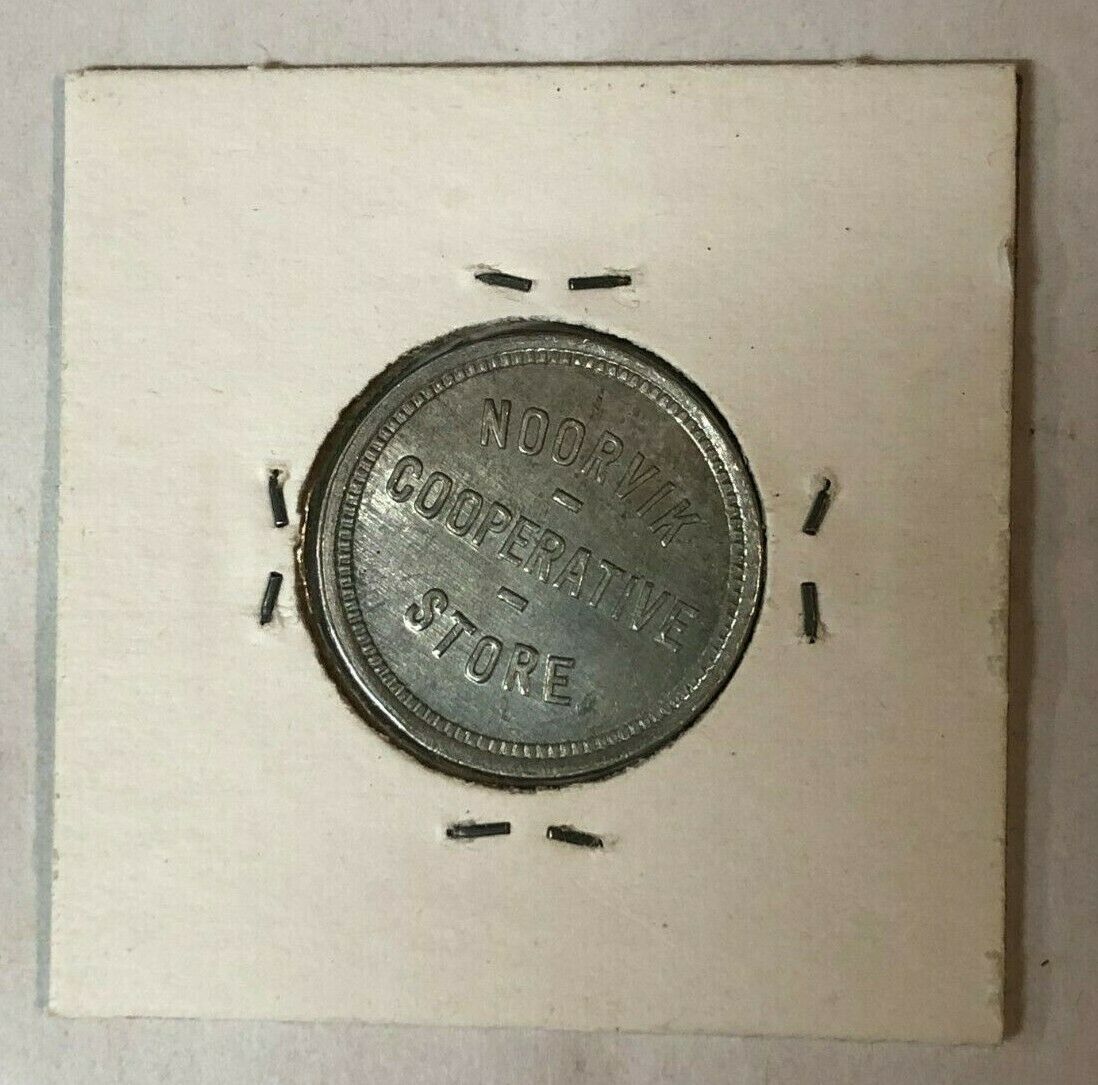 NOORVIK
-
COOPERATIVE
-
STORE